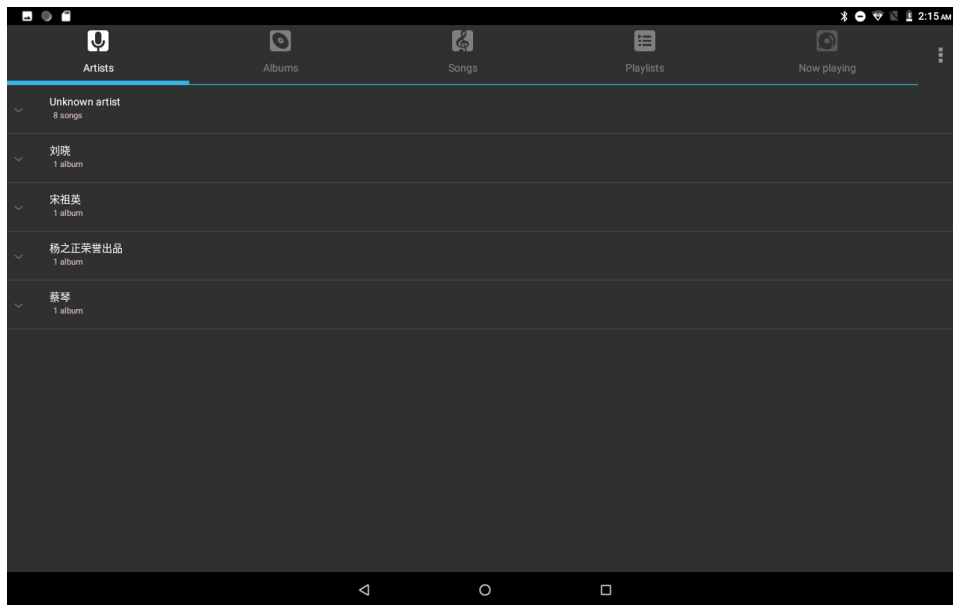 2:15 AM
Artists
Albums
Songs
Playlists
Now playing
Unknown artist
8 songs
刘晓
1 album
宋祖英
1 album
杨之正荣誉出品
1 album
蔡琴
1 album